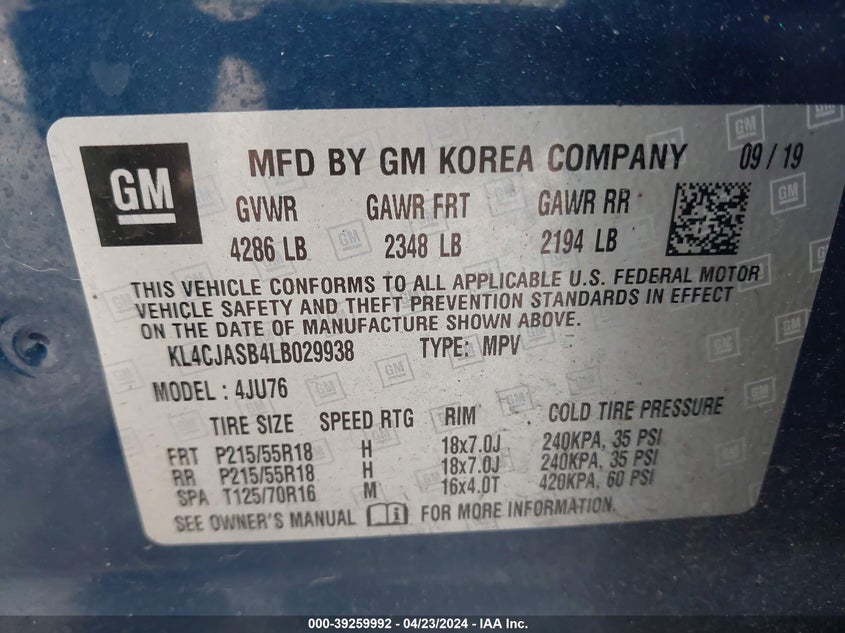 GM
MFD BY GM KOREA COMPANY 09 / 19
GVWR GAWR FRT GAWR RR
4286 LB 2348 LB 2194 LB
THIS VEHICLE CONFORMS TO ALL APPLICABLE U.S. FEDERAL MOTOR
VEHICLE SAFETY AND THEFT PREVENTION STANDARDS IN EFFECT
ON THE DATE OF MANUFACTURE SHOWN ABOVE.
KL4CJASB4LB029938 TYPE: MPV
MODEL : 4JU76
TIRE SIZE SPEED RTG RIM COLD TIRE PRESSURE
FRT P215/55R18 H 18x7.0J 240KPA, 35 PSI
RR P215/55R18 H 18x7.0J 240KPA, 35 PSI
SPA T125/70R16 M 16x4.0T 420KPA, 60 PSI
SEE OWNER'S MANUAL FOR MORE INFORMATION.
000-39259992 - 04/23/2024 - IAA Inc.